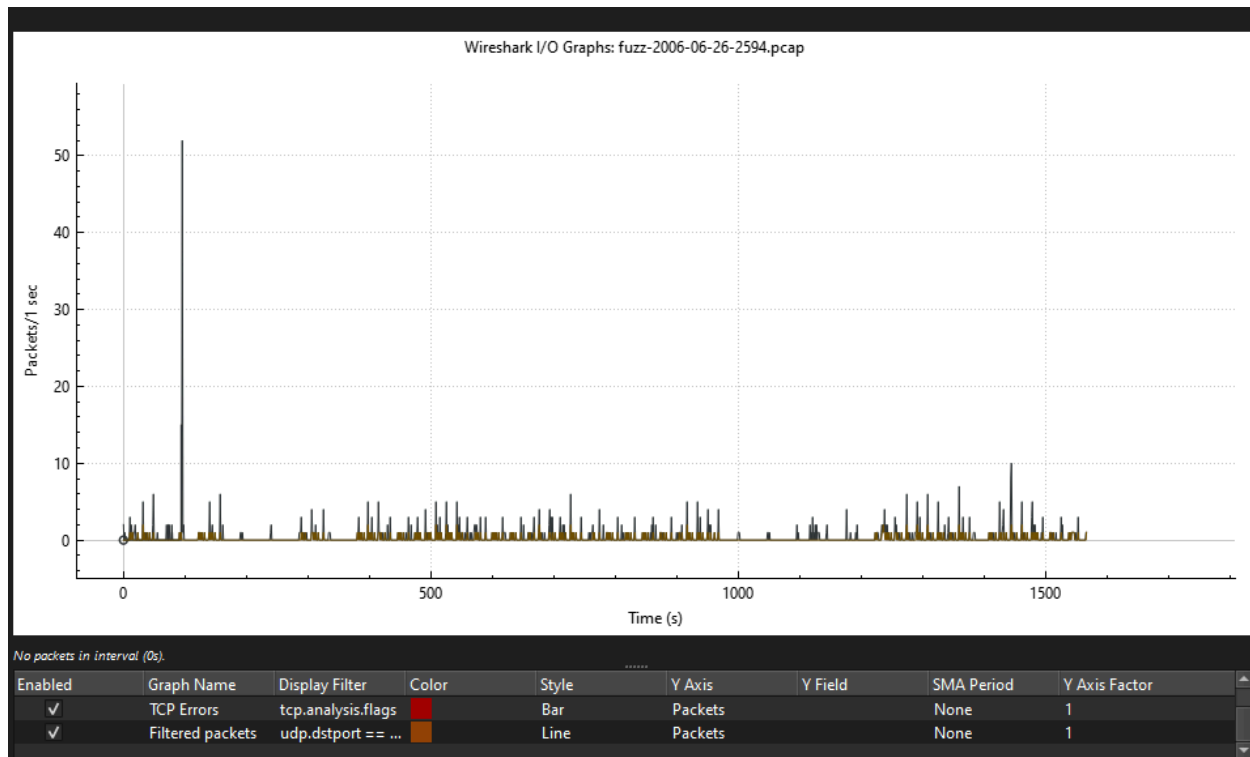 Wireshark I/O Graphs: fuzz-2006-06-26-2594.pcap
50
40
30
20
10
0
Packets/1 sec
0 500 1000 1500
Time (s)
No packets in interval (0s).
Enabled Graph Name Display Filter Color Style Y Axis Y Field SMA Period Y Axis Factor
TCP Errors tcp.analysis.flags Bar Packets None 1
Filtered packets udp.dstport == ... Line Packets None 1